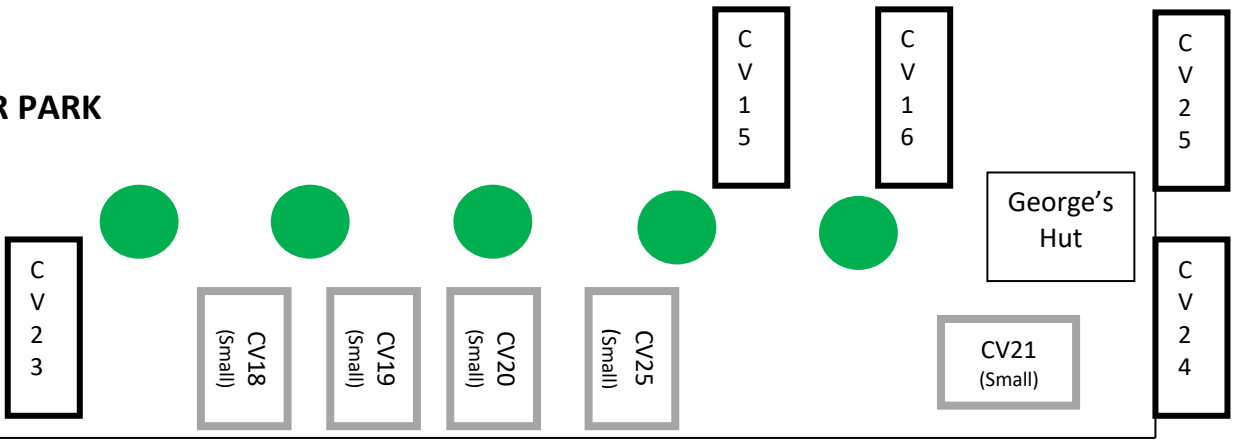 R PARK
C
V
1
5
C
V
1
6
C
V
2
5
George's
Hut
C
V
2
3
CV18
(Small)
CV19
(Small)
CV20
(Small)
CV25
(Small)
CV21
(Small)
C
V
2
4